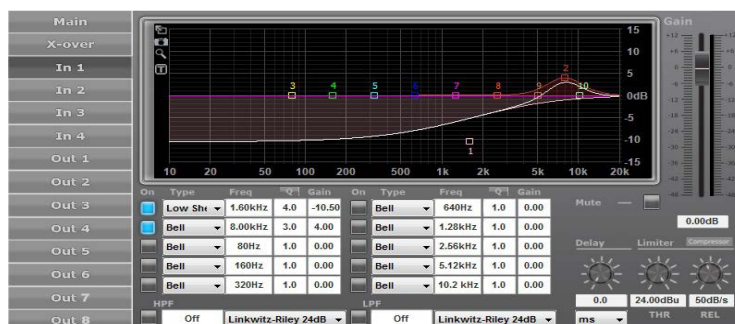 Main
X-over
In 1
In 2
In 3
In 4
Out 1
Out 2
Out 3
Out 4
Out 5
Out 6
Out 7
Out 8
T
15
10
5
0dB
-5
-10
-15
1 2 3 4 5 6 7 8 9 10
10 20 50 100 200 500 1k 2k 5k 10k 20k
On Type Freq Q Gain On Type Freq Q Gain
Low She 1.60kHz 4.0 -10.50 Bell 640Hz 1.0 0.00
Bell 8.00kHz 3.0 4.00 Bell 1.28kHz 1.0 0.00
Bell 80Hz 1.0 0.00 Bell 2.56kHz 1.0 0.00
Bell 160Hz 1.0 0.00 Bell 5.12kHz 1.0 0.00
Bell 320Hz 1.0 0.00 Bell 10.2 kHz 1.0 0.00
HPF LPF
Off Linkwitz-Riley 24dB Off Linkwitz-Riley 24dB
Gain
Mute
0.00dB
Delay Limiter Compressor
0.0 24.00dBu 50dB/s
ms THR REL